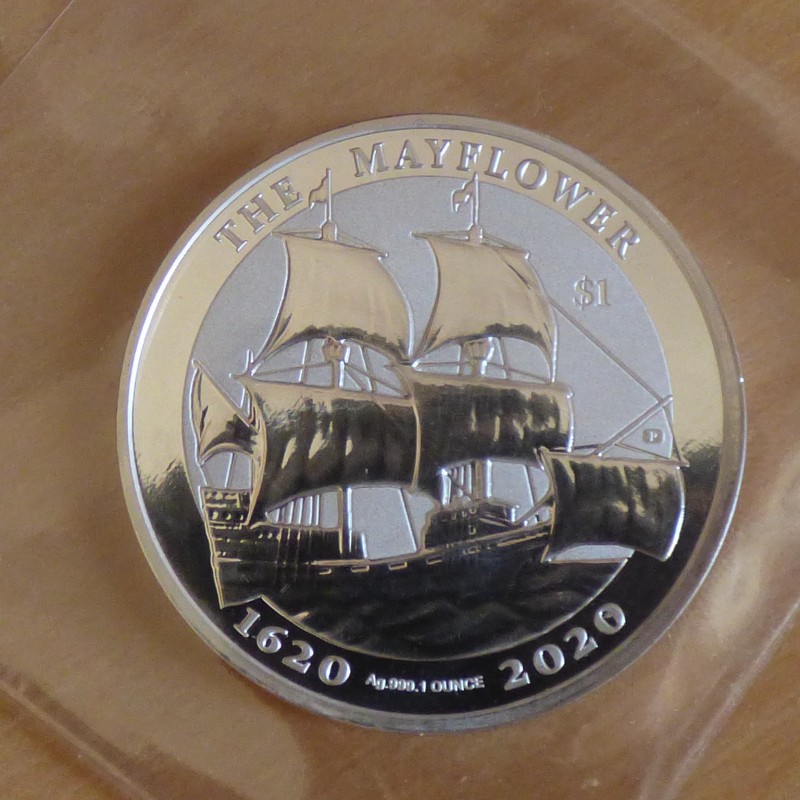 THE MAYFLOWER
$1
P
1620
Ag.999.1 OUNCE
2020